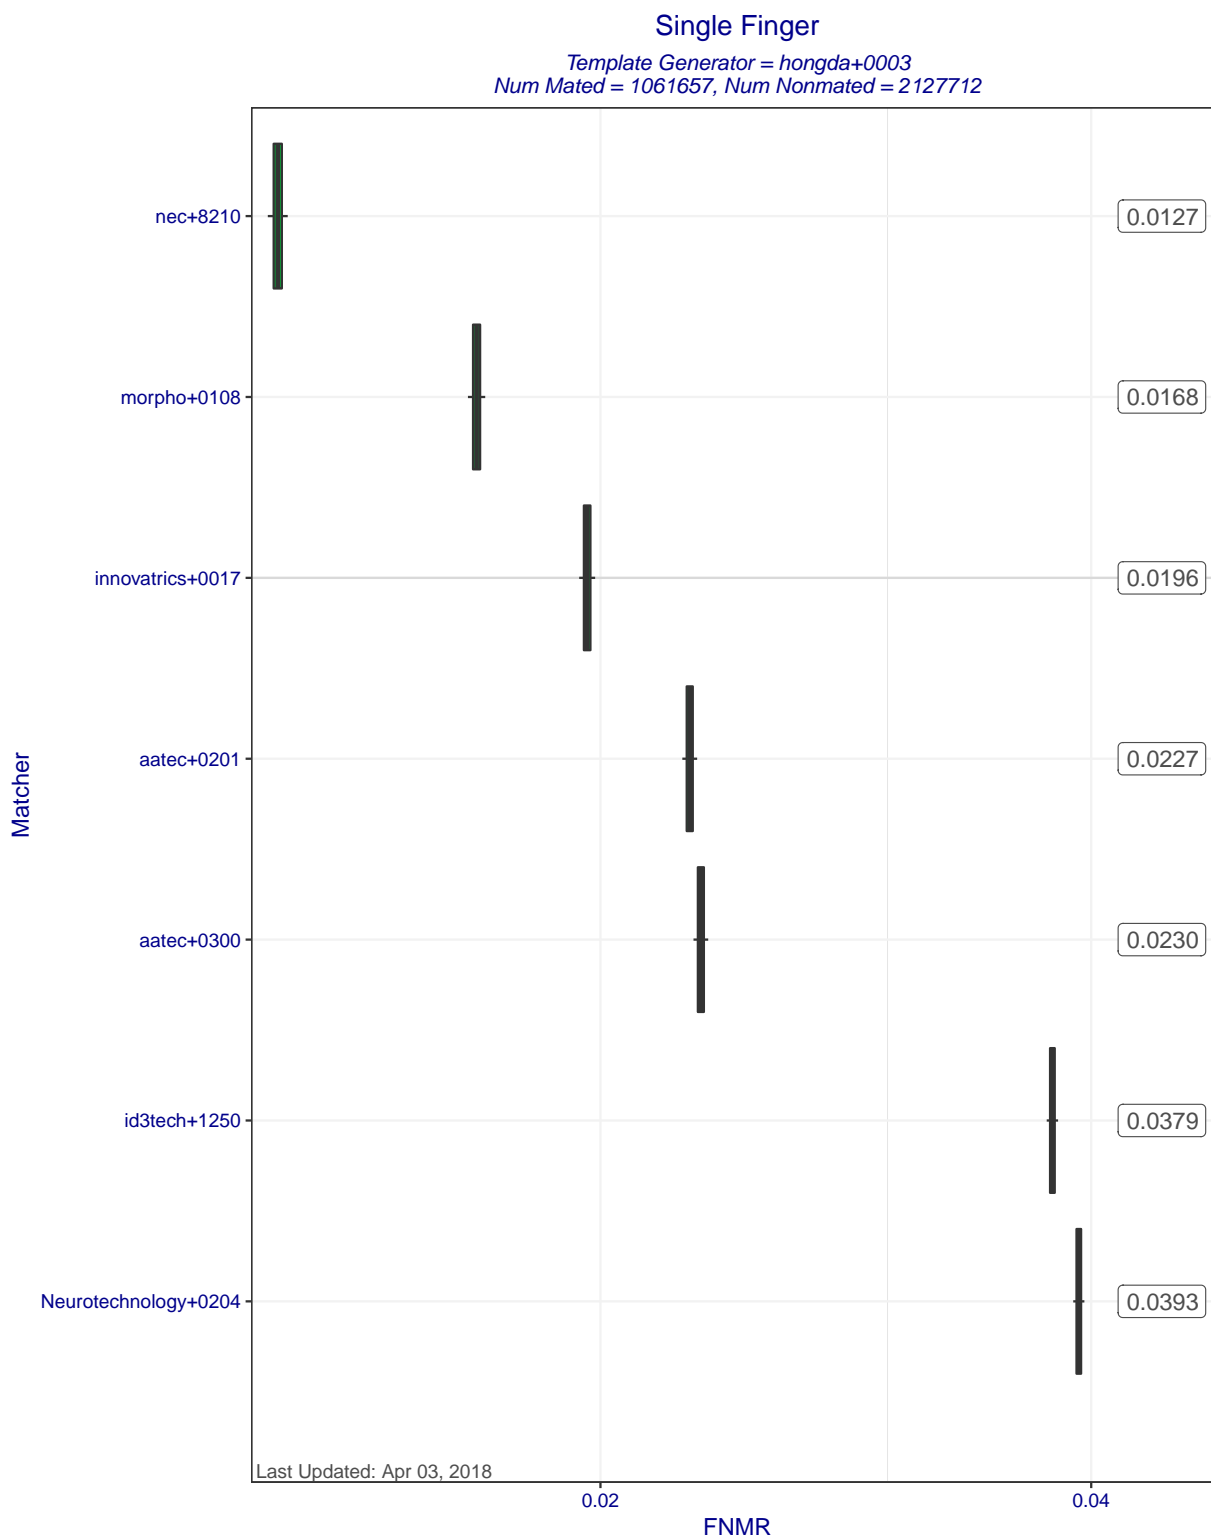 Single Finger
Template Generator = hongda+0003
Num Mated = 1061657, Num Nonmated = 2127712
nec+8210
0.0127
morpho+0108
0.0168
innovatrics+0017
0.0196
aatec+0201
0.0227
Matcher
aatec+0300
0.0230
id3tech+1250
0.0379
Neurotechnology+0204
0.0393
Last Updated: Apr 03, 2018
0.02
0.04
FNMR